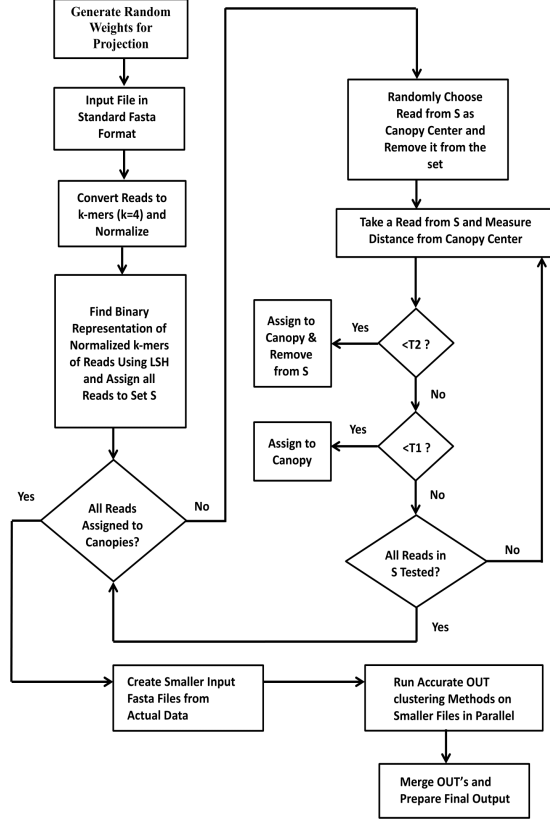 Generate Random
Weights for
Projection
Input File in
Standard Fasta
Format
Convert Reads to
k-mers (k=4) and
Normalize
Find Binary
Representation of
Normalized k-mers
of Reads Using LSH
and Assign all
Reads to Set S
Yes
All Reads
Assigned to
Canopies?
No
Randomly Choose
Read from S as
Canopy Center and
Remove it from the
set
Take a Read from S and Measure
Distance from Canopy Center
<T2 ?
Yes
Assign to
Canopy &
Remove
from S
No
<T1 ?
Yes
Assign to
Canopy
No
All Reads in
S Tested?
No
Yes
Create Smaller Input
Fasta Files from
Actual Data
Run Accurate OUT
clustering Methods on
Smaller Files in Parallel
Merge OUT's and
Prepare Final Output